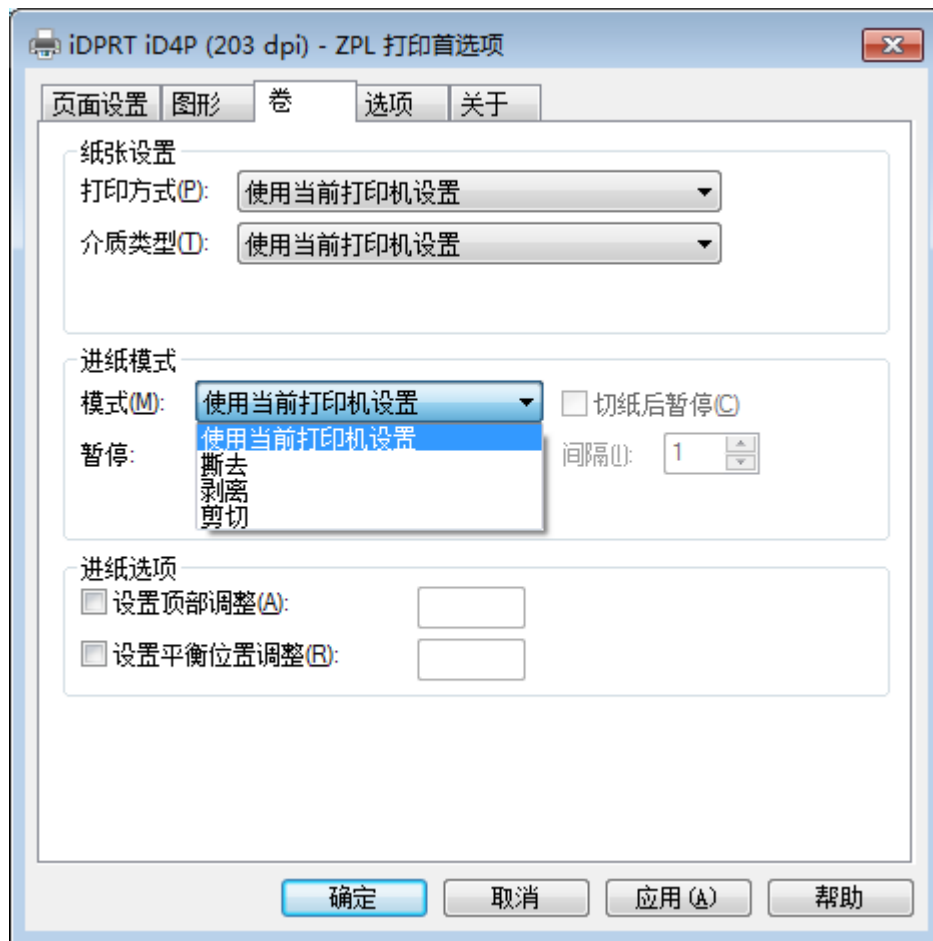 iDPRT iD4P (203 dpi) - ZPL 打印首选项
页面设置 图形 卷 选项 关于
纸张设置
打印方式(P): 使用当前打印机设置
介质类型(T): 使用当前打印机设置
进纸模式
模式(M): 使用当前打印机设置 切纸后暂停(C)
使用当前打印机设置
暂停: 间隔(I): 1
撕去
剥离
剪切
进纸选项
设置顶部调整(A):
设置平衡位置调整(R):
确定 取消 应用(A) 帮助